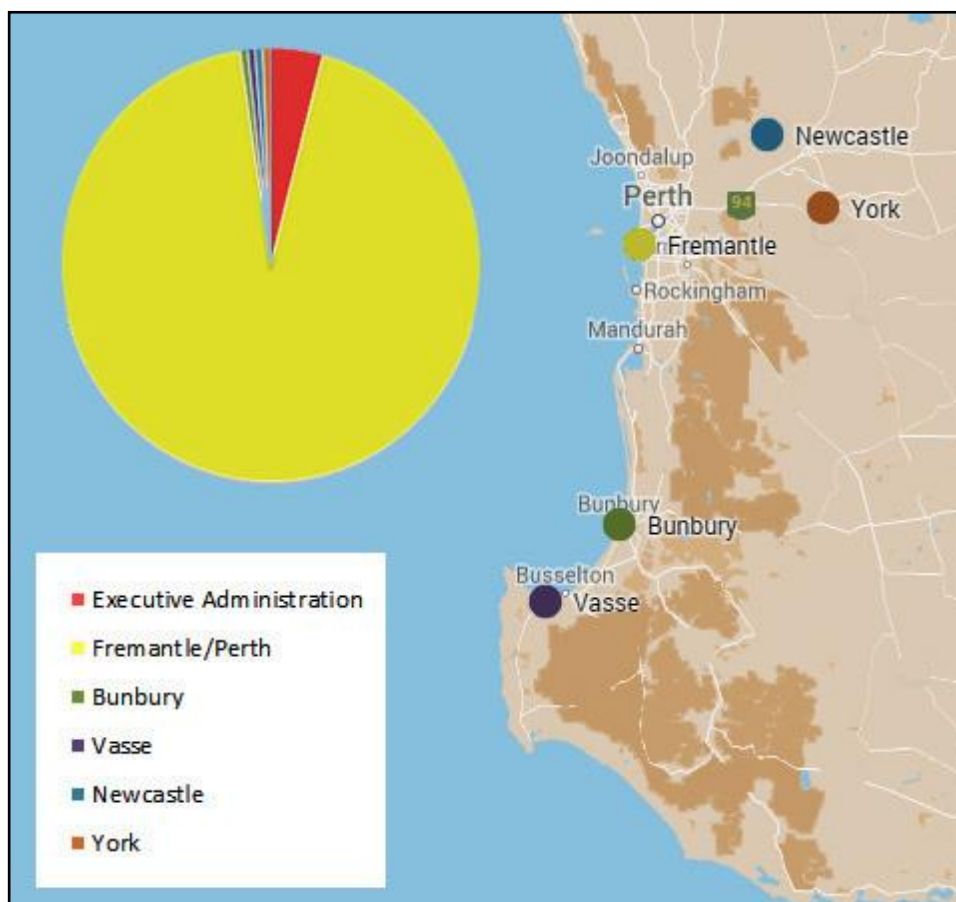 Newcastle
Joondalup
Perth
94
York
Fremantle
Rockingham
Mandurah
Bunbury
Bunbury
Busselton
Vasse
Executive Administration
Fremantle/Perth
Bunbury
Vasse
Newcastle
York